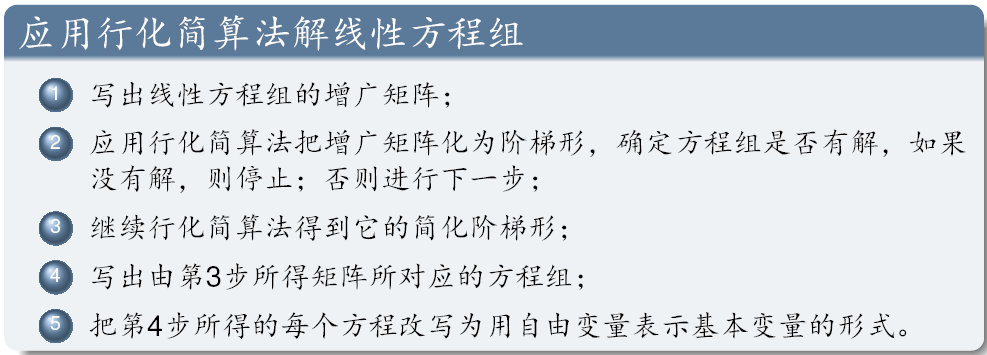 应用行化简算法解线性方程组
1 写出线性方程组的增广矩阵；
2 应用行化简算法把增广矩阵化为阶梯形，确定方程组是否有解，如果
没有解，则停止；否则进行下一步；
3 继续行化简算法得到它的简化阶梯形；
4 写出由第3步所得矩阵所对应的方程组；
5 把第4步所得的每个方程改写为用自由变量表示基本变量的形式。